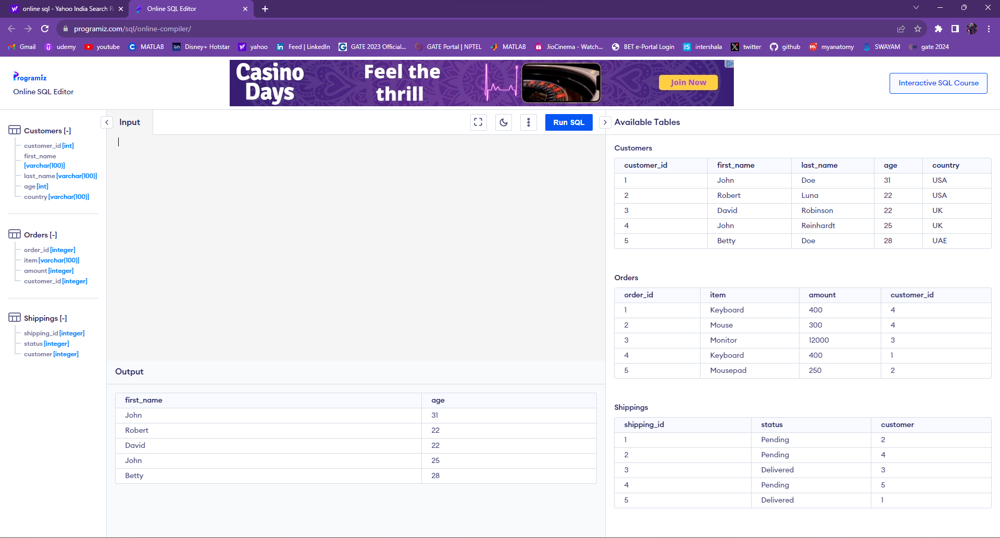 online sql - Yahoo India Search R
Online SQL Editor
programiz.com/sql/online-compiler/
Gmail
udemy
youtube
MATLAB
Disney+ Hotstar
yahoo
Feed | LinkedIn
GATE 2023 Official...
GATE Portal | NPTEL
MATLAB
JioCinema - Watch...
BET e-Portal Login
intershala
twitter
github
myanatomy
SWAYAM
gate 2024
Programiz
Online SQL Editor
Casino
Days
Feel the
thrill
Join Now
Interactive SQL Course
Customers [-]
customer_id [int]
first_name
[varchar(100)]
last_name [varchar(100)]
age [int]
country [varchar(100)]
Orders [-]
order_id [integer]
item [varchar(100)]
amount [integer]
customer_id [integer]
Shippings [-]
shipping_id [integer]
status [integer]
customer [integer]
Input
Run SQL
Output
first_name age
John 31
Robert 22
David 22
John 25
Betty 28
Available Tables
Customers
customer_id first_name last_name age country
1 John Doe 31 USA
2 Robert Luna 22 USA
3 David Robinson 22 UK
4 John Reinhardt 25 UK
5 Betty Doe 28 UAE
Orders
order_id item amount customer_id
1 Keyboard 400 4
2 Mouse 300 4
3 Monitor 12000 3
4 Keyboard 400 1
5 Mousepad 250 2
Shippings
shipping_id status customer
1 Pending 2
2 Pending 4
3 Delivered 3
4 Pending 5
5 Delivered 1